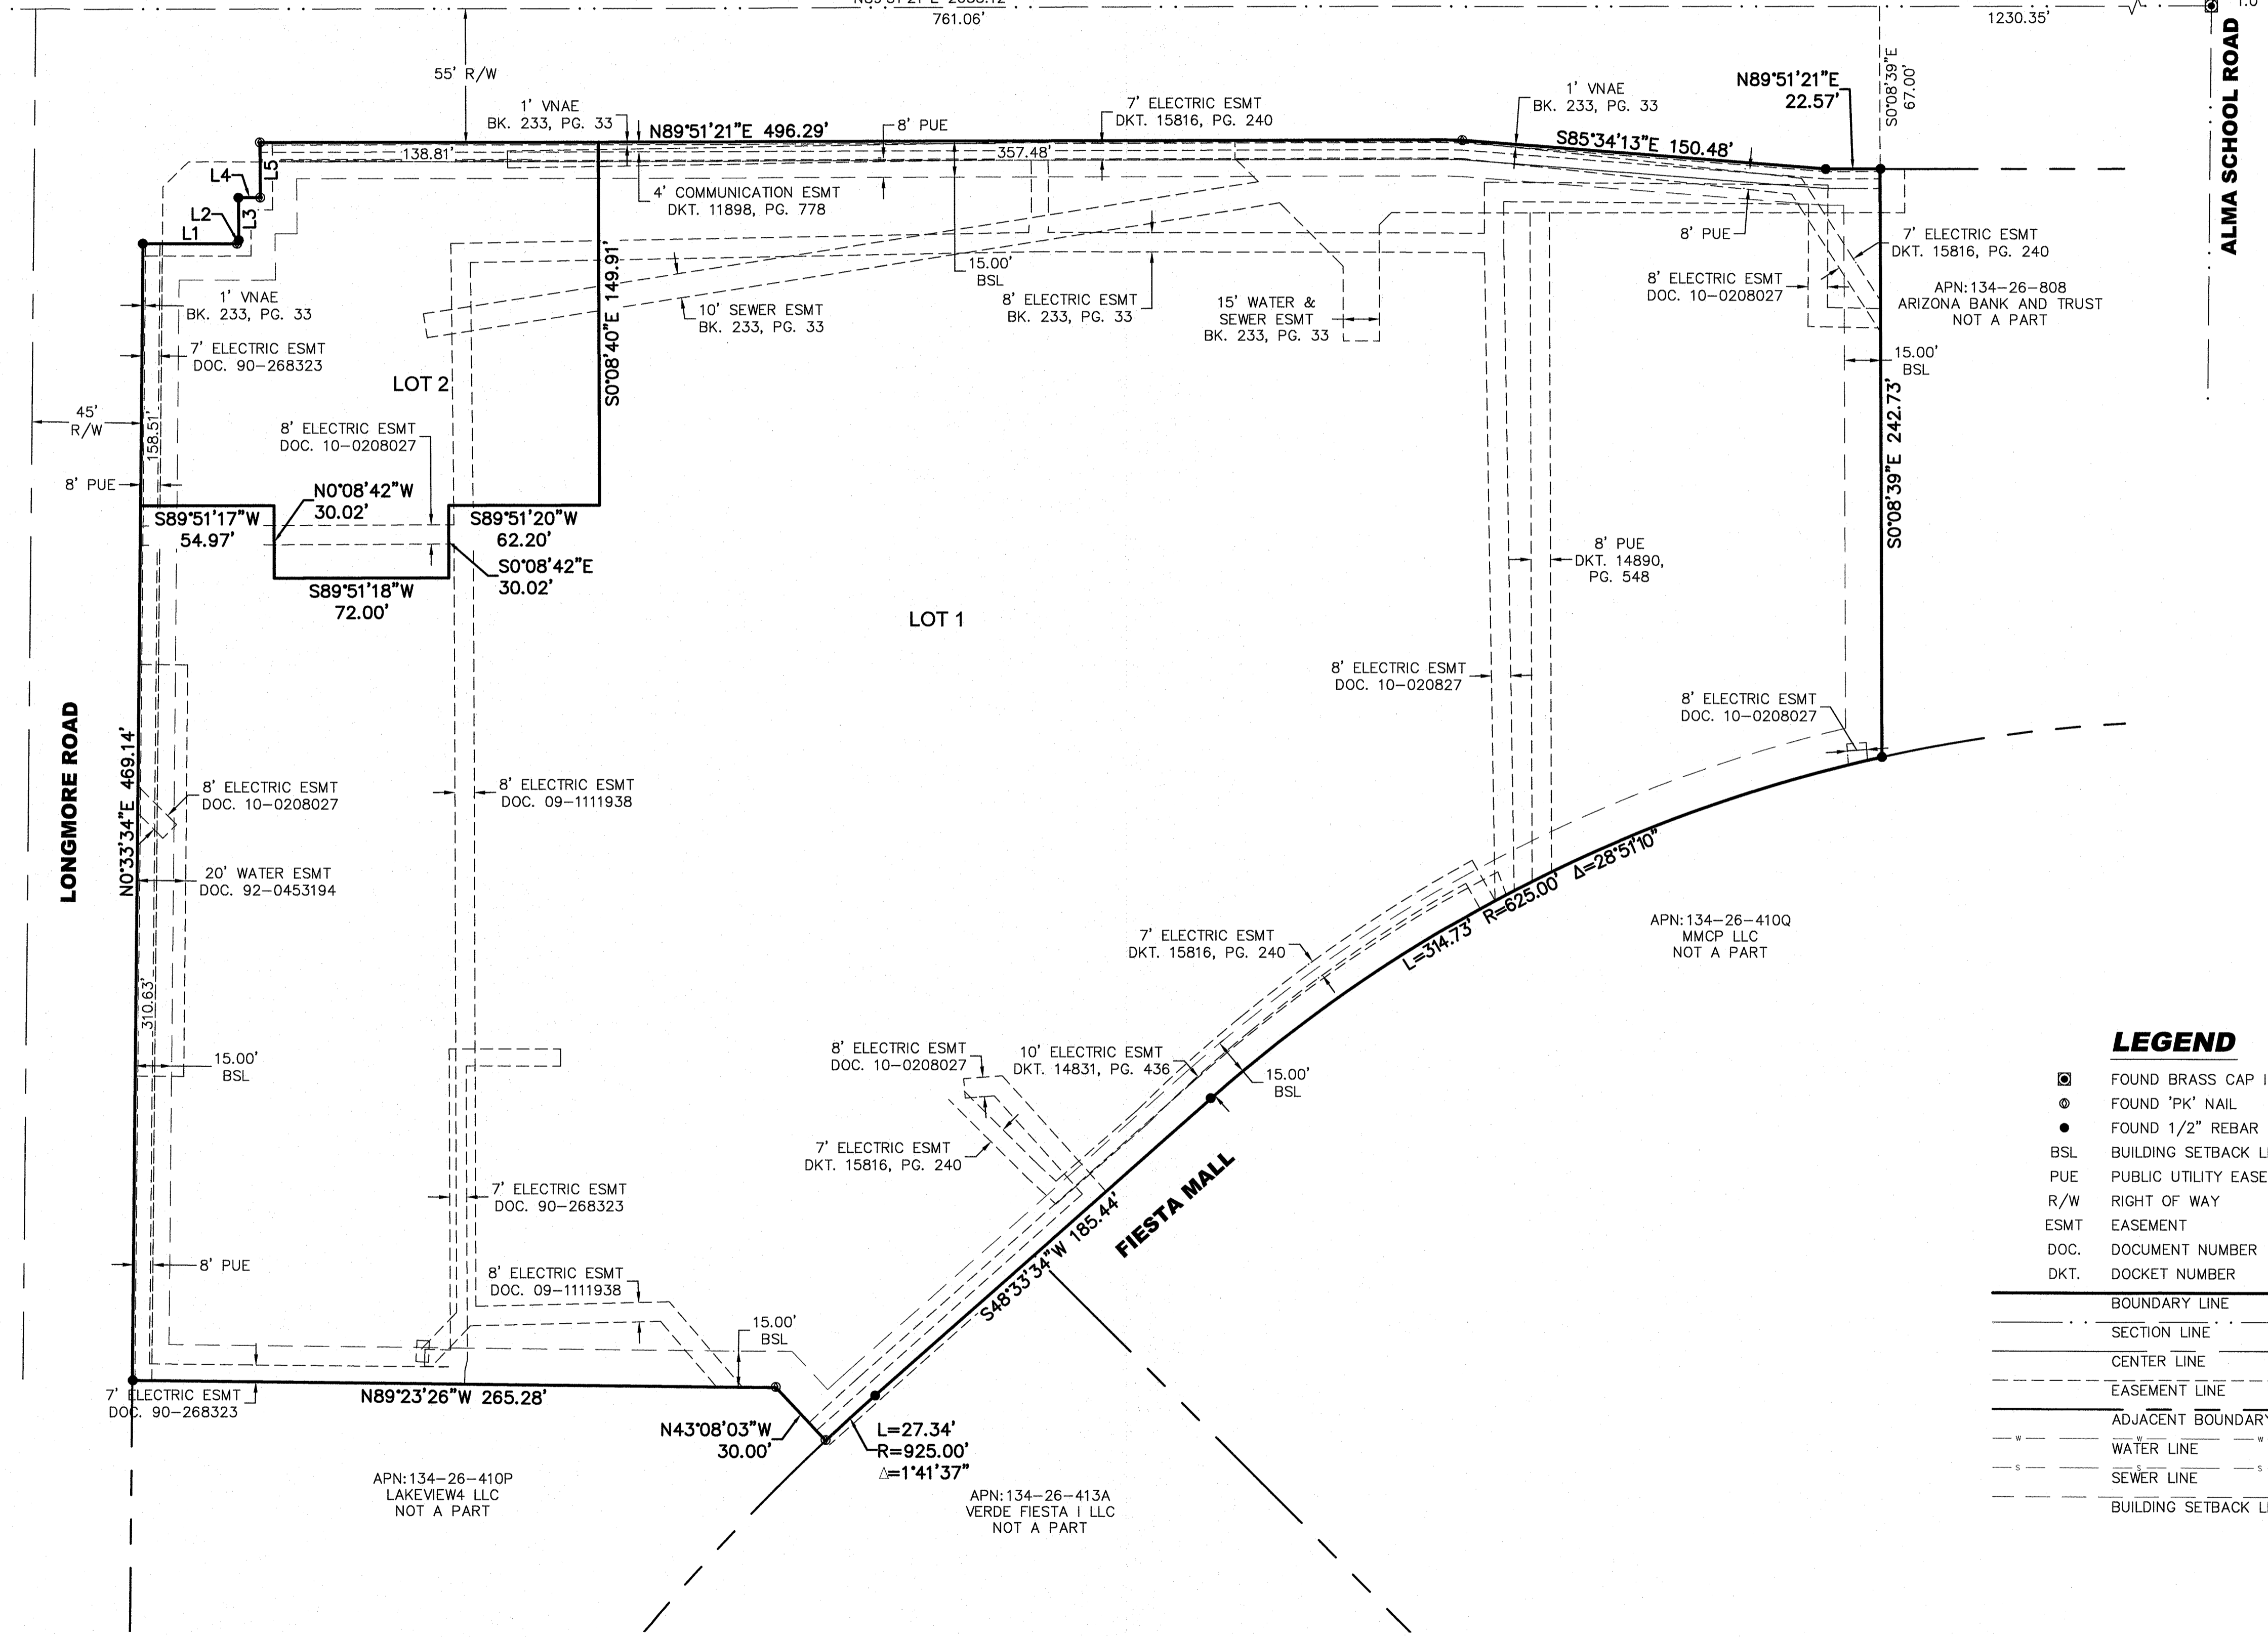 761.06'
1230.35'
1.0'
ALMA SCHOOL ROAD
55' R/W
S0°08'39"E
67.00'
N89°51'21"E
22.57'
1' VNAE
BK. 233, PG. 33
N89°51'21"E 496.29'
8' PUE
7' ELECTRIC ESMT
DKT. 15816, PG. 240
1' VNAE
BK. 233, PG. 33
S85°34'13"E 150.48'
138.81'
357.48'
4' COMMUNICATION ESMT
DKT. 11898, PG. 778
L5
L4
L3
L2
L1
8' PUE
7' ELECTRIC ESMT
DKT. 15816, PG. 240
8' ELECTRIC ESMT
DOC. 10-0208027
APN:134-26-808
ARIZONA BANK AND TRUST
NOT A PART
15.00'
BSL
1' VNAE
BK. 233, PG. 33
10' SEWER ESMT
BK. 233, PG. 33
S0°08'40"E 149.91'
15.00'
BSL
8' ELECTRIC ESMT
BK. 233, PG. 33
15' WATER &
SEWER ESMT
BK. 233, PG. 33
7' ELECTRIC ESMT
DOC. 90-268323
LOT 2
45'
R/W
158.51'
8' ELECTRIC ESMT
DOC. 10-0208027
8' PUE
N0°08'42"W
30.02'
S89°51'17"W
54.97'
S89°51'20"W
62.20'
S0°08'42"E
30.02'
S89°51'18"W
72.00'
S0°08'39"E 242.73'
8' PUE
DKT. 14890,
PG. 548
LOT 1
8' ELECTRIC ESMT
DOC. 10-020827
8' ELECTRIC ESMT
DOC. 10-0208027
LONGMORE ROAD
N0°33'34"E 469.14'
8' ELECTRIC ESMT
DOC. 10-0208027
8' ELECTRIC ESMT
DOC. 09-1111938
20' WATER ESMT
DOC. 92-0453194
L=314.73' R=625.00' Δ=28°51'10"
APN:134-26-410Q
MMCP LLC
NOT A PART
7' ELECTRIC ESMT
DKT. 15816, PG. 240
310.63'
15.00'
BSL
8' ELECTRIC ESMT
DOC. 10-0208027
10' ELECTRIC ESMT
DKT. 14831, PG. 436
15.00'
BSL
7' ELECTRIC ESMT
DKT. 15816, PG. 240
FIESTA MALL
7' ELECTRIC ESMT
DOC. 90-268323
S48°33'34"W 185.44'
8' PUE
8' ELECTRIC ESMT
DOC. 09-1111938
15.00'
BSL
7' ELECTRIC ESMT
DOC. 90-268323
N89°23'26"W 265.28'
N43°08'03"W
30.00'
L=27.34'
R=925.00'
Δ=1°41'37"
APN:134-26-410P
LAKEVIEW4 LLC
NOT A PART
APN:134-26-413A
VERDE FIESTA I LLC
NOT A PART
LEGEND
FOUND BRASS CAP
FOUND 'PK' NAIL
FOUND 1/2" REBAR
BSL BUILDING SETBACK
PUE PUBLIC UTILITY
R/W RIGHT OF WAY
ESMT EASEMENT
DOC. DOCUMENT NUMBER
DKT. DOCKET NUMBER
BOUNDARY LINE
SECTION LINE
CENTER LINE
EASEMENT LINE
ADJACENT BOUNDARY
W W W
WATER LINE
S S S
SEWER LINE
BUILDING SETBACK